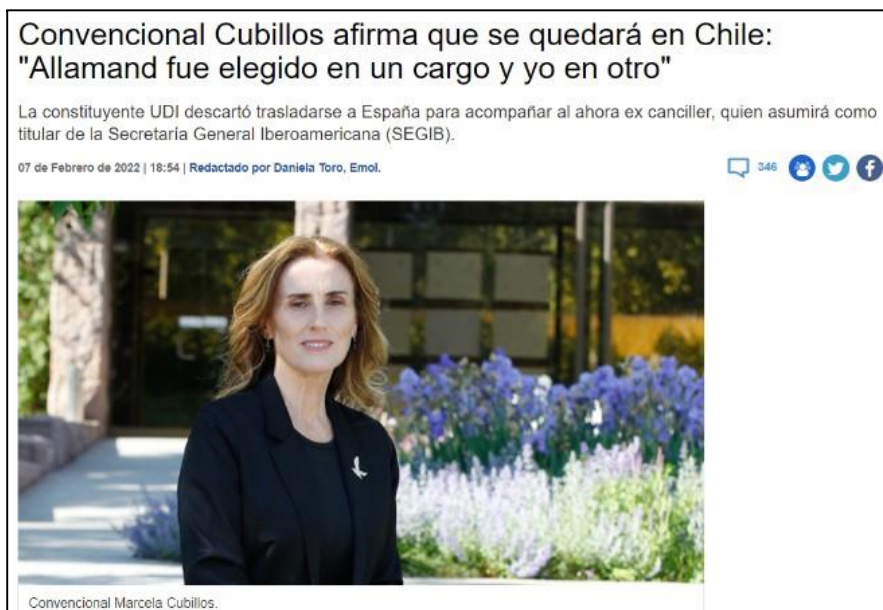 Convencional Cubillos afirma que se quedará en Chile:
"Allamand fue elegido en un cargo y yo en otro"
La constituyente UDI descartó trasladarse a España para acompañar al ahora ex canciller, quien asumirá como
titular de la Secretaría General Iberoamericana (SEGIB).
07 de Febrero de 2022 | 18:54 | Redactado por Daniela Toro, Emol.
346
Convencional Marcela Cubillos.